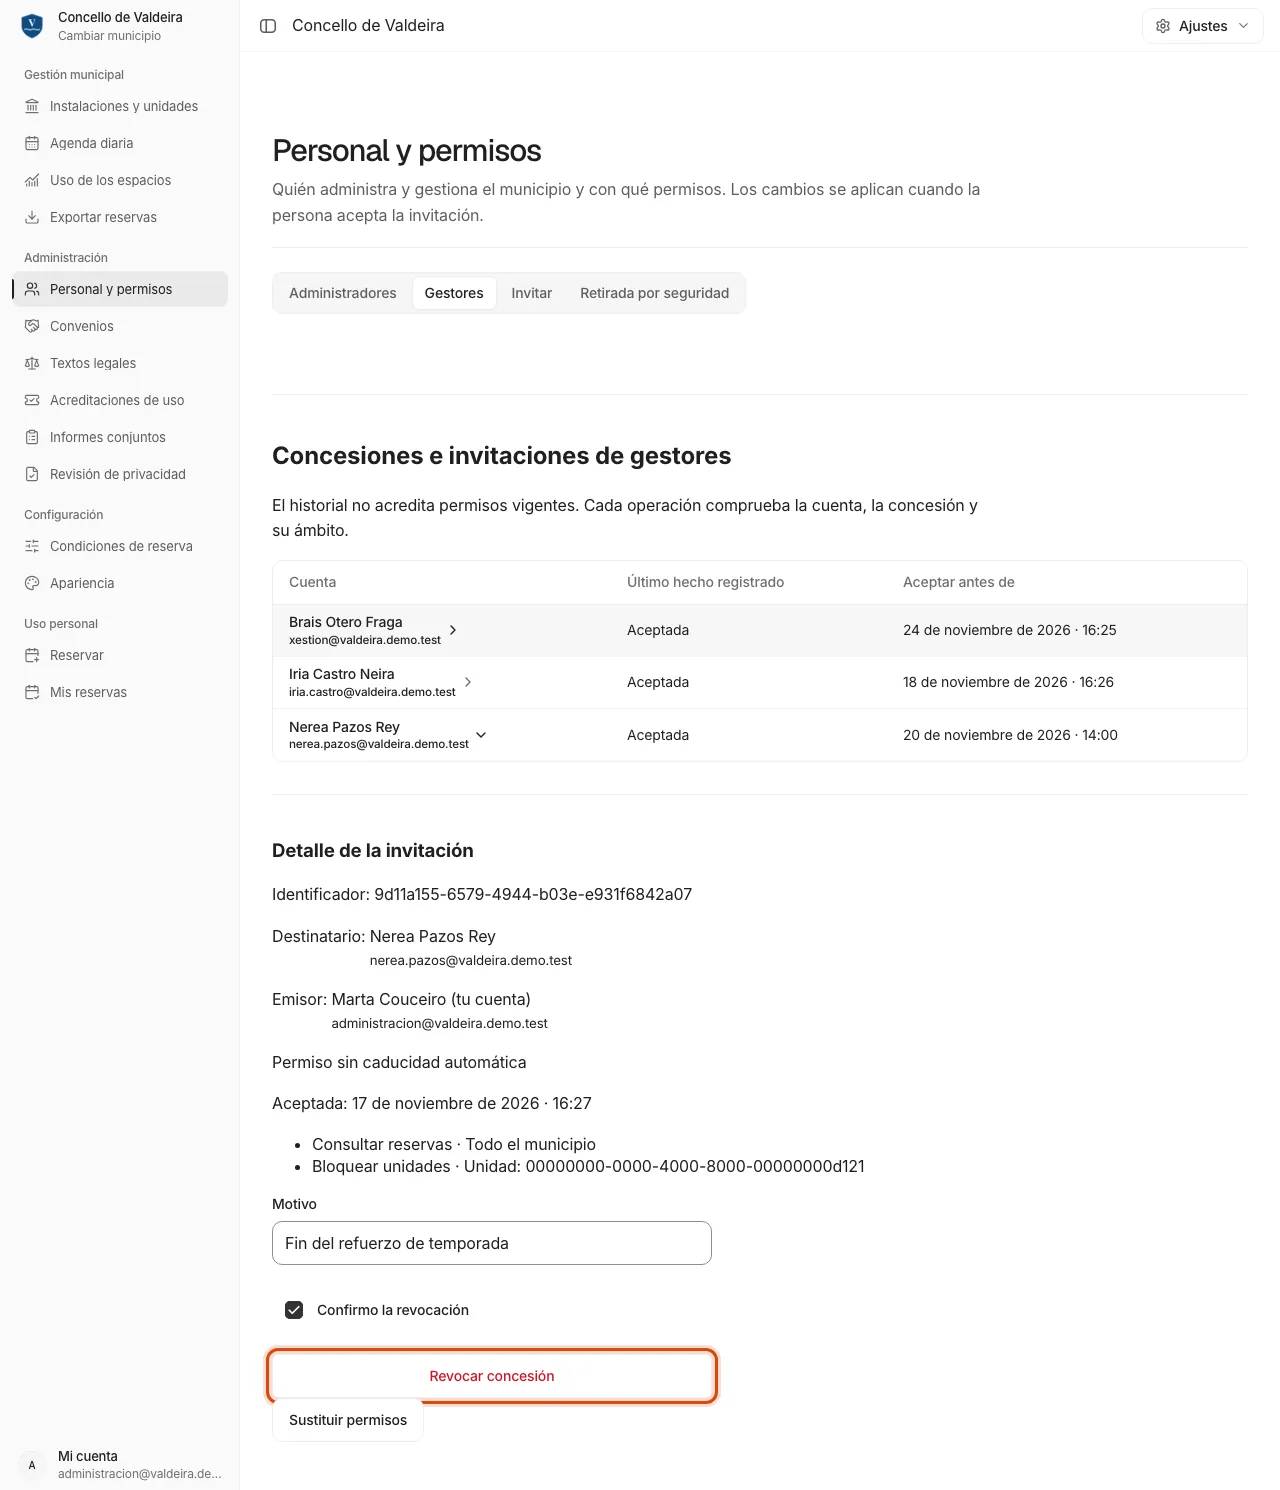 Concello de Valdeira
Cambiar municipio
Gestión municipal
Instalaciones y unidades
Agenda diaria
Uso de los espacios
Exportar reservas
Administración
Personal y permisos
Convenios
Textos legales
Acreditaciones de uso
Informes conjuntos
Revisión de privacidad
Configuración
Condiciones de reserva
Apariencia
Uso personal
Reservar
Mis reservas
A
Mi cuenta
administracion@valdeira.de...
Concello de Valdeira
Ajustes
Personal y permisos
Quién administra y gestiona el municipio y con qué permisos. Los cambios se aplican cuando la
persona acepta la invitación.
Administradores Gestores Invitar Retirada por seguridad
Concesiones e invitaciones de gestores
El historial no acredita permisos vigentes. Cada operación comprueba la cuenta, la concesión y
su ámbito.
Cuenta Último hecho registrado Aceptar antes de
Brais Otero Fraga
xestion@valdeira.demo.test Aceptada 24 de noviembre de 2026 · 16:25
Iria Castro Neira
iria.castro@valdeira.demo.test Aceptada 18 de noviembre de 2026 · 16:26
Nerea Pazos Rey
nerea.pazos@valdeira.demo.test Aceptada 20 de noviembre de 2026 · 14:00
Detalle de la invitación
Identificador: 9d11a155-6579-4944-b03e-e931f6842a07
Destinatario: Nerea Pazos Rey
nerea.pazos@valdeira.demo.test
Emisor: Marta Couceiro (tu cuenta)
administracion@valdeira.demo.test
Permiso sin caducidad automática
Aceptada: 17 de noviembre de 2026 · 16:27
• Consultar reservas · Todo el municipio
• Bloquear unidades · Unidad: 00000000-0000-4000-8000-00000000d121
Motivo
Fin del refuerzo de temporada
Confirmo la revocación
Revocar concesión
Sustituir permisos